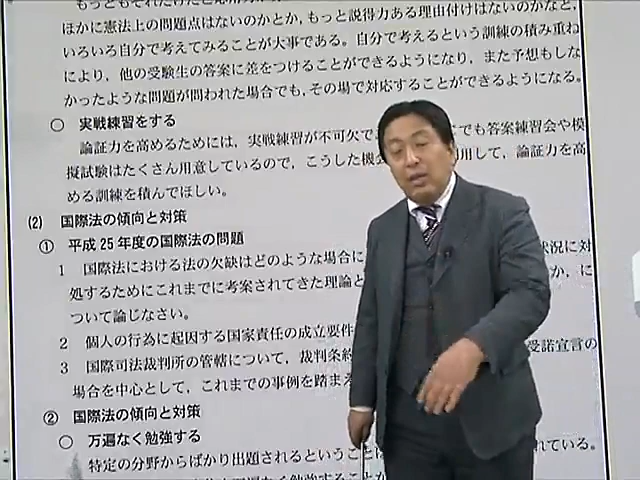 ほかに憲法上の問題点はないのかとか，もっと説得力ある理由付けはないのかなど，
いろいろ自分で考えてみることが大事である。自分で考えるという訓練の積み重ね
により，他の受験生の答案に差をつけることができるようになり，また予想もしな
かったような問題が問われた場合でも，その場で対応することができるようになる。
○ 実戦練習をする
論証力を高めるためには，実戦練習が不可欠で でも答案練習会や模
擬試験はたくさん用意しているので，こうした機 用して，論証力を高
める訓練を積んでほしい。
(2) 国際法の傾向と対策
① 平成25年度の国際法の問題
1 国際法における法の欠缺はどのような場合に 状況に対
処するためにこれまでに考案されてきた理論と か，に
ついて論じなさい。
2 個人の行為に起因する国家責任の成立要件
3 国際司法裁判所の管轄について，裁判条約 受諾宣言の
場合を中心として，これまでの事例を踏まえ
② 国際法の傾向と対策
○ 万遍なく勉強する
特定の分野からばかり出題されるということ れている。